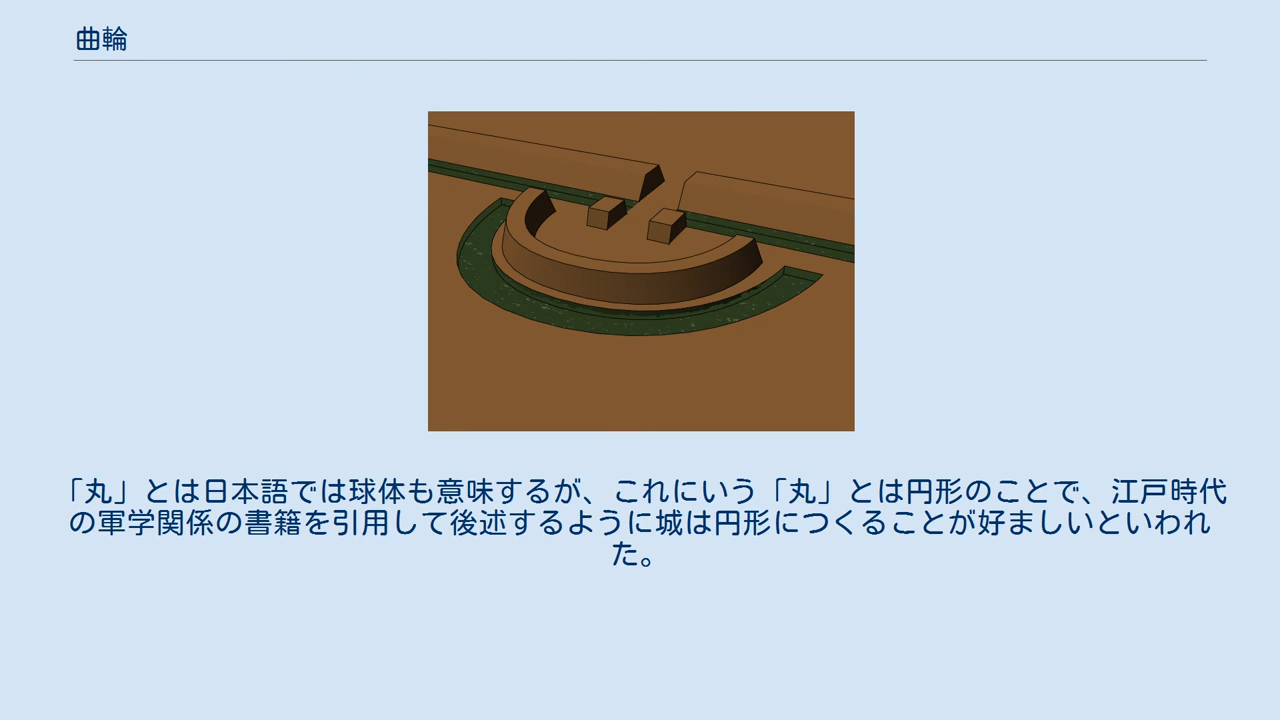 曲輪
「丸」とは日本語では球体も意味するが、これにいう「丸」とは円形のことで、江戸時代
の軍学関係の書籍を引用して後述するように城は円形につくることが好ましいといわれ
た。